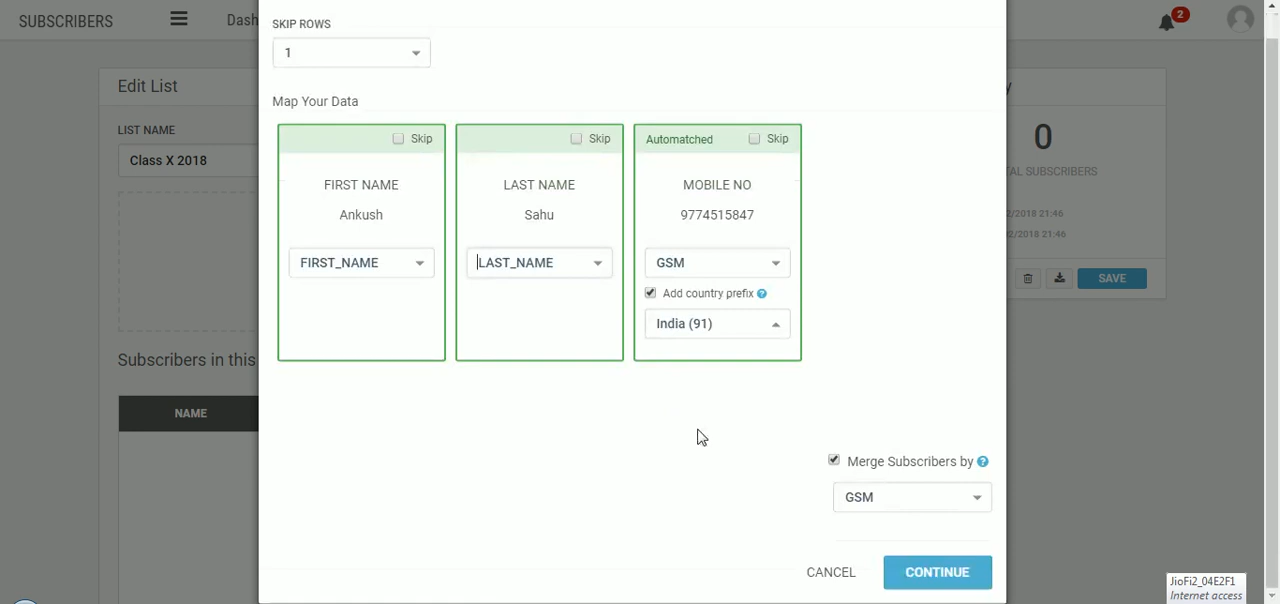 SUBSCRIBERS
Dash
2
SKIP ROWS
1
Edit List
LIST NAME
Class X 2018
Map Your Data
Skip
Skip
Automatched
Skip
FIRST NAME
LAST NAME
MOBILE NO
Ankush
Sahu
9774515847
FIRST_NAME
LAST_NAME
GSM
Add country prefix ?
India (91)
y
0
TAL SUBSCRIBERS
2/2018 21:46
02/2018 21:46
SAVE
Subscribers in this
NAME
Merge Subscribers by ?
GSM
CANCEL
CONTINUE
JioFi2_04E2F1
Internet access